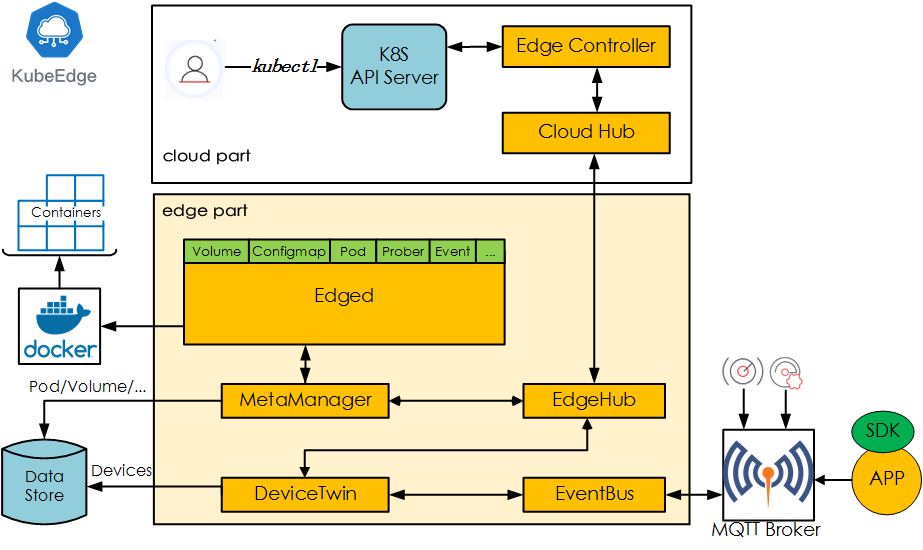 KubeEdge
kubectl
K8S
API Server
Edge Controller
Cloud Hub
cloud part
edge part
Containers
Volume
Configmap
Pod
Prober
Event
...
Edged
docker
Pod/Volume/...
MetaManager
EdgeHub
SDK
APP
Data
Store
Devices
DeviceTwin
EventBus
MQTT Broker